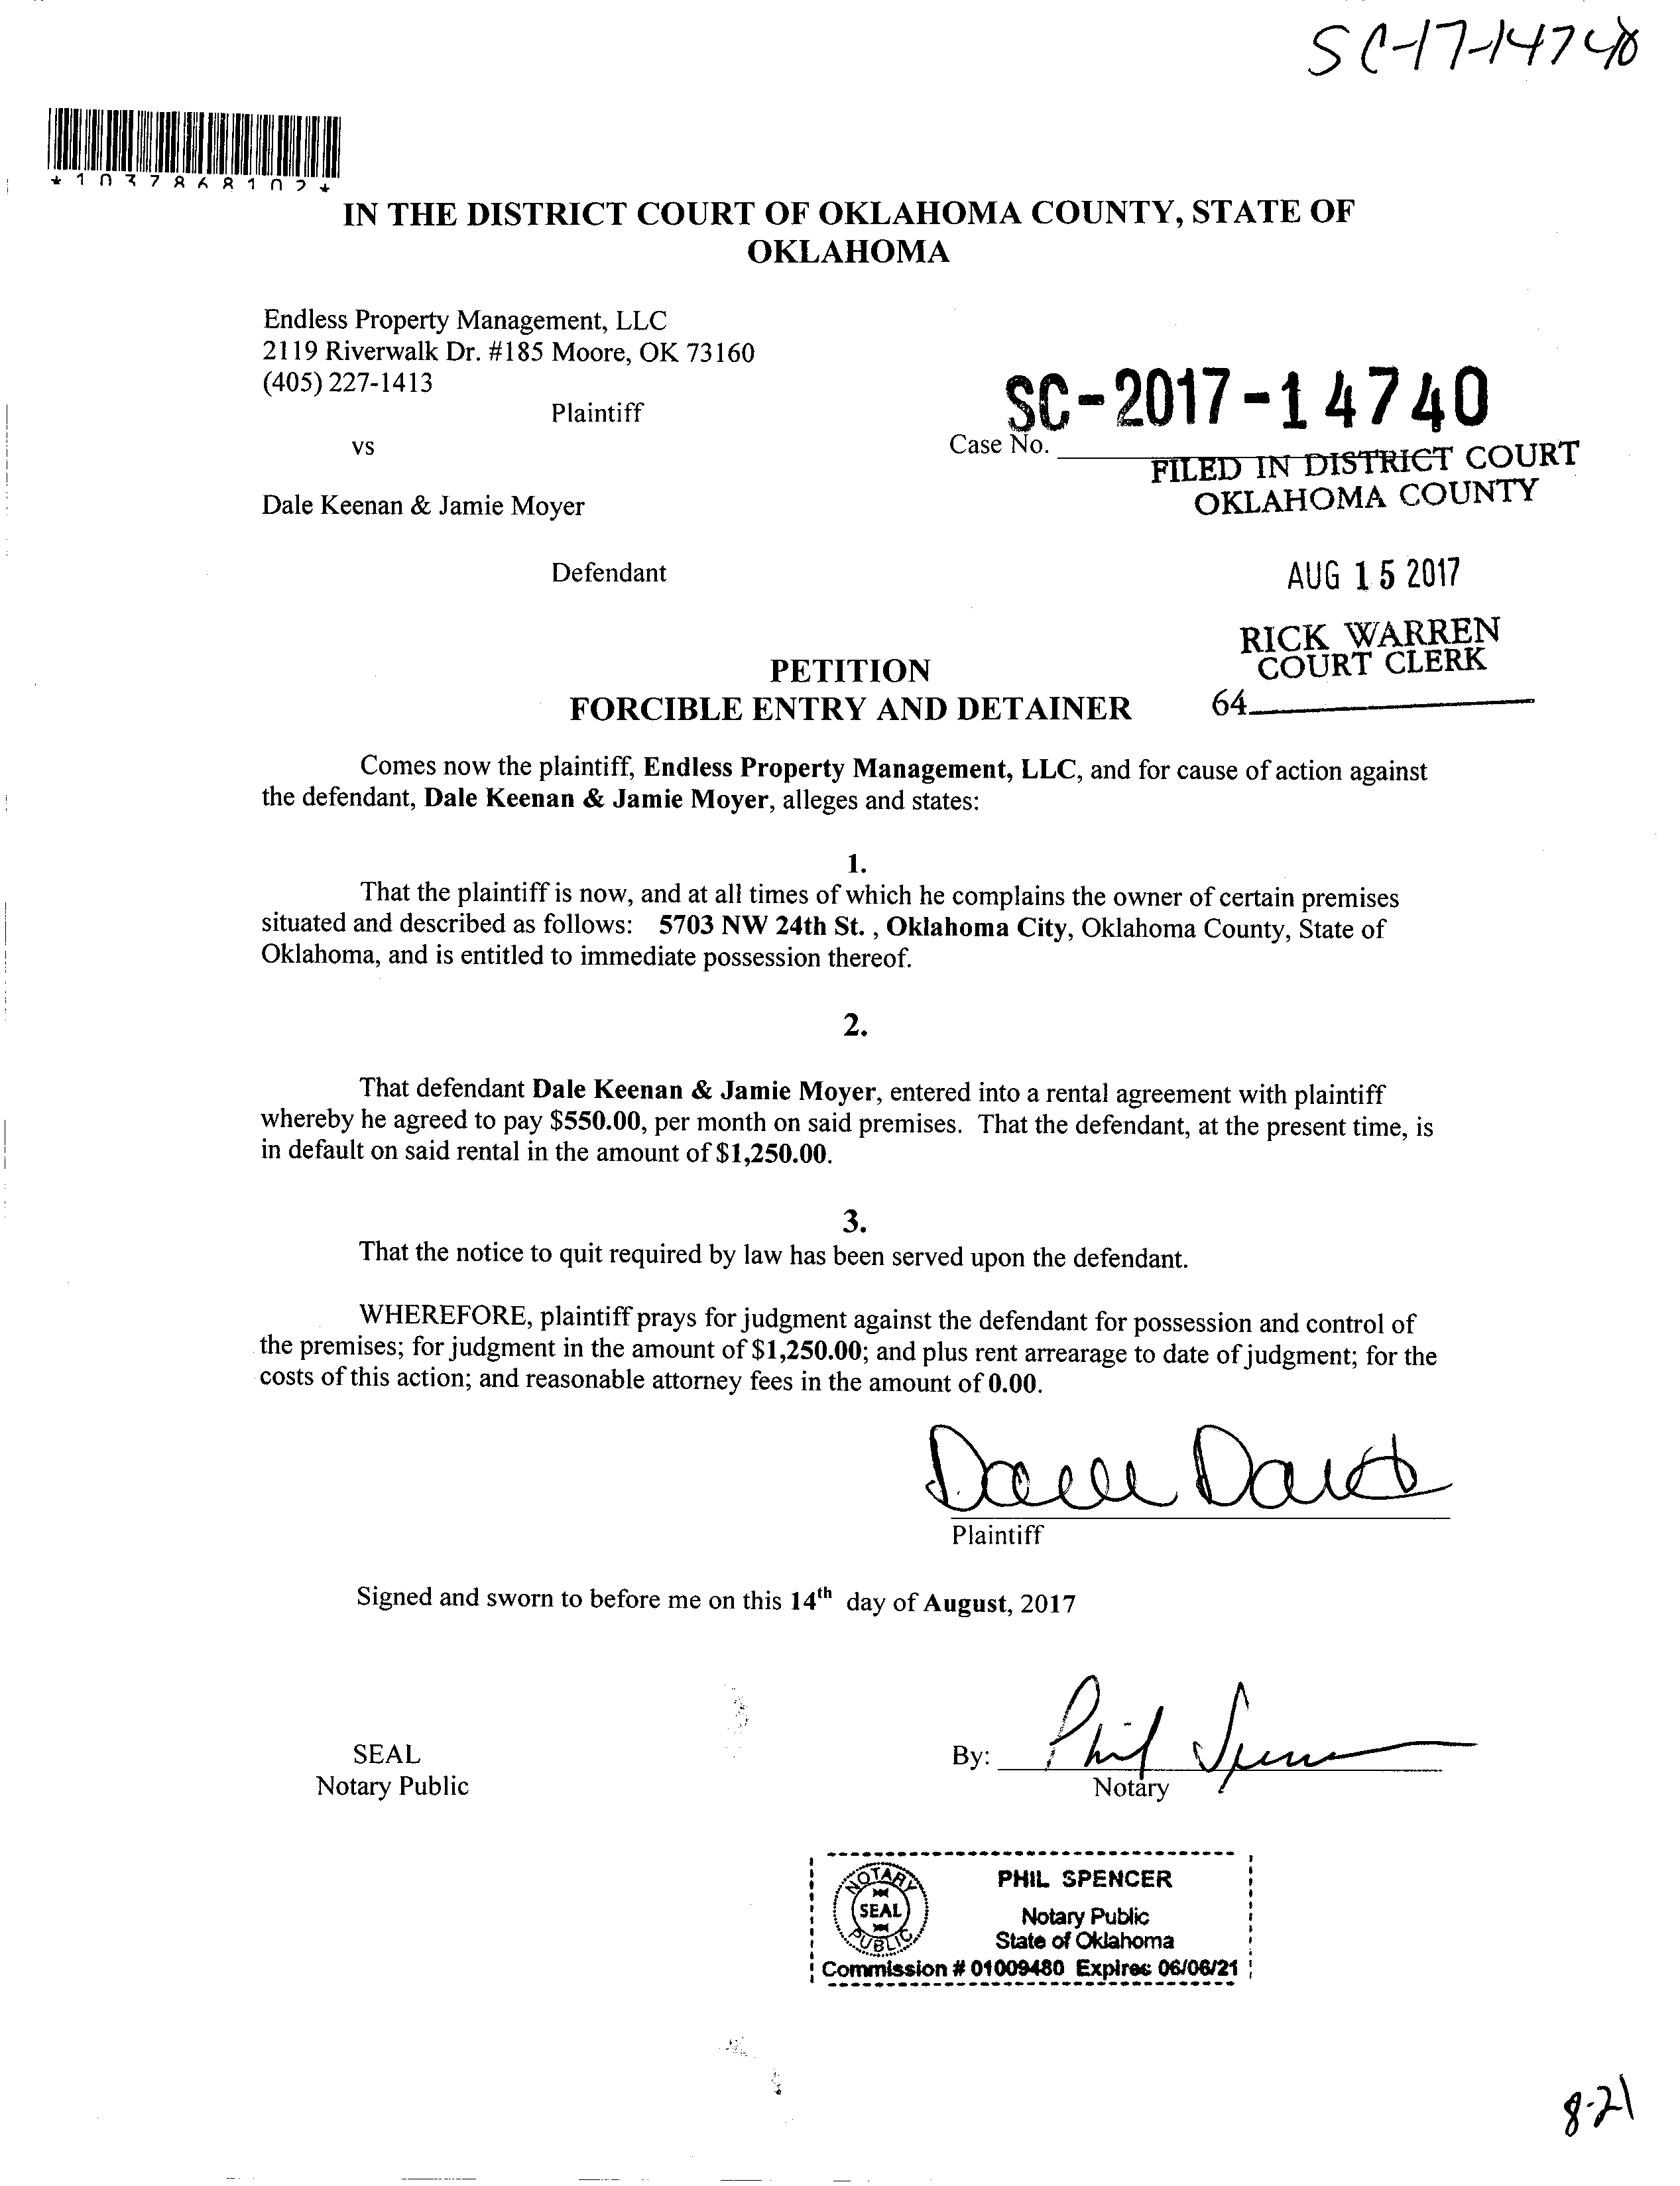 SC-17-14740
*1037868102*
IN THE DISTRICT COURT OF OKLAHOMA COUNTY, STATE OF
OKLAHOMA
Endless Property Management, LLC
2119 Riverwalk Dr. #185 Moore, OK 73160
(405) 227-1413
Plaintiff
vs
SC-2017-14740
Case No.
FILED IN DISTRICT COURT
OKLAHOMA COUNTY
Dale Keenan & Jamie Moyer
Defendant
AUG 15 2017
RICK WARREN
COURT CLERK
64
PETITION
FORCIBLE ENTRY AND DETAINER
Comes now the plaintiff, Endless Property Management, LLC, and for cause of action against
the defendant, Dale Keenan & Jamie Moyer, alleges and states:
1.
That the plaintiff is now, and at all times of which he complains the owner of certain premises
situated and described as follows: 5703 NW 24th St. , Oklahoma City, Oklahoma County, State of
Oklahoma, and is entitled to immediate possession thereof.
2.
That defendant Dale Keenan & Jamie Moyer, entered into a rental agreement with plaintiff
whereby he agreed to pay $550.00, per month on said premises. That the defendant, at the present time, is
in default on said rental in the amount of $1,250.00.
3.
That the notice to quit required by law has been served upon the defendant.
WHEREFORE, plaintiff prays for judgment against the defendant for possession and control of
the premises; for judgment in the amount of $1,250.00; and plus rent arrearage to date of judgment; for the
costs of this action; and reasonable attorney fees in the amount of 0.00.
Plaintiff
Signed and sworn to before me on this 14th day of August, 2017
SEAL
Notary Public
By: Phil Spencer
Notary
NOTARY PUBLIC
SEAL
PHIL SPENCER
Notary Public
State of Oklahoma
Commission # 01009480 Expires 06/06/21
8-21